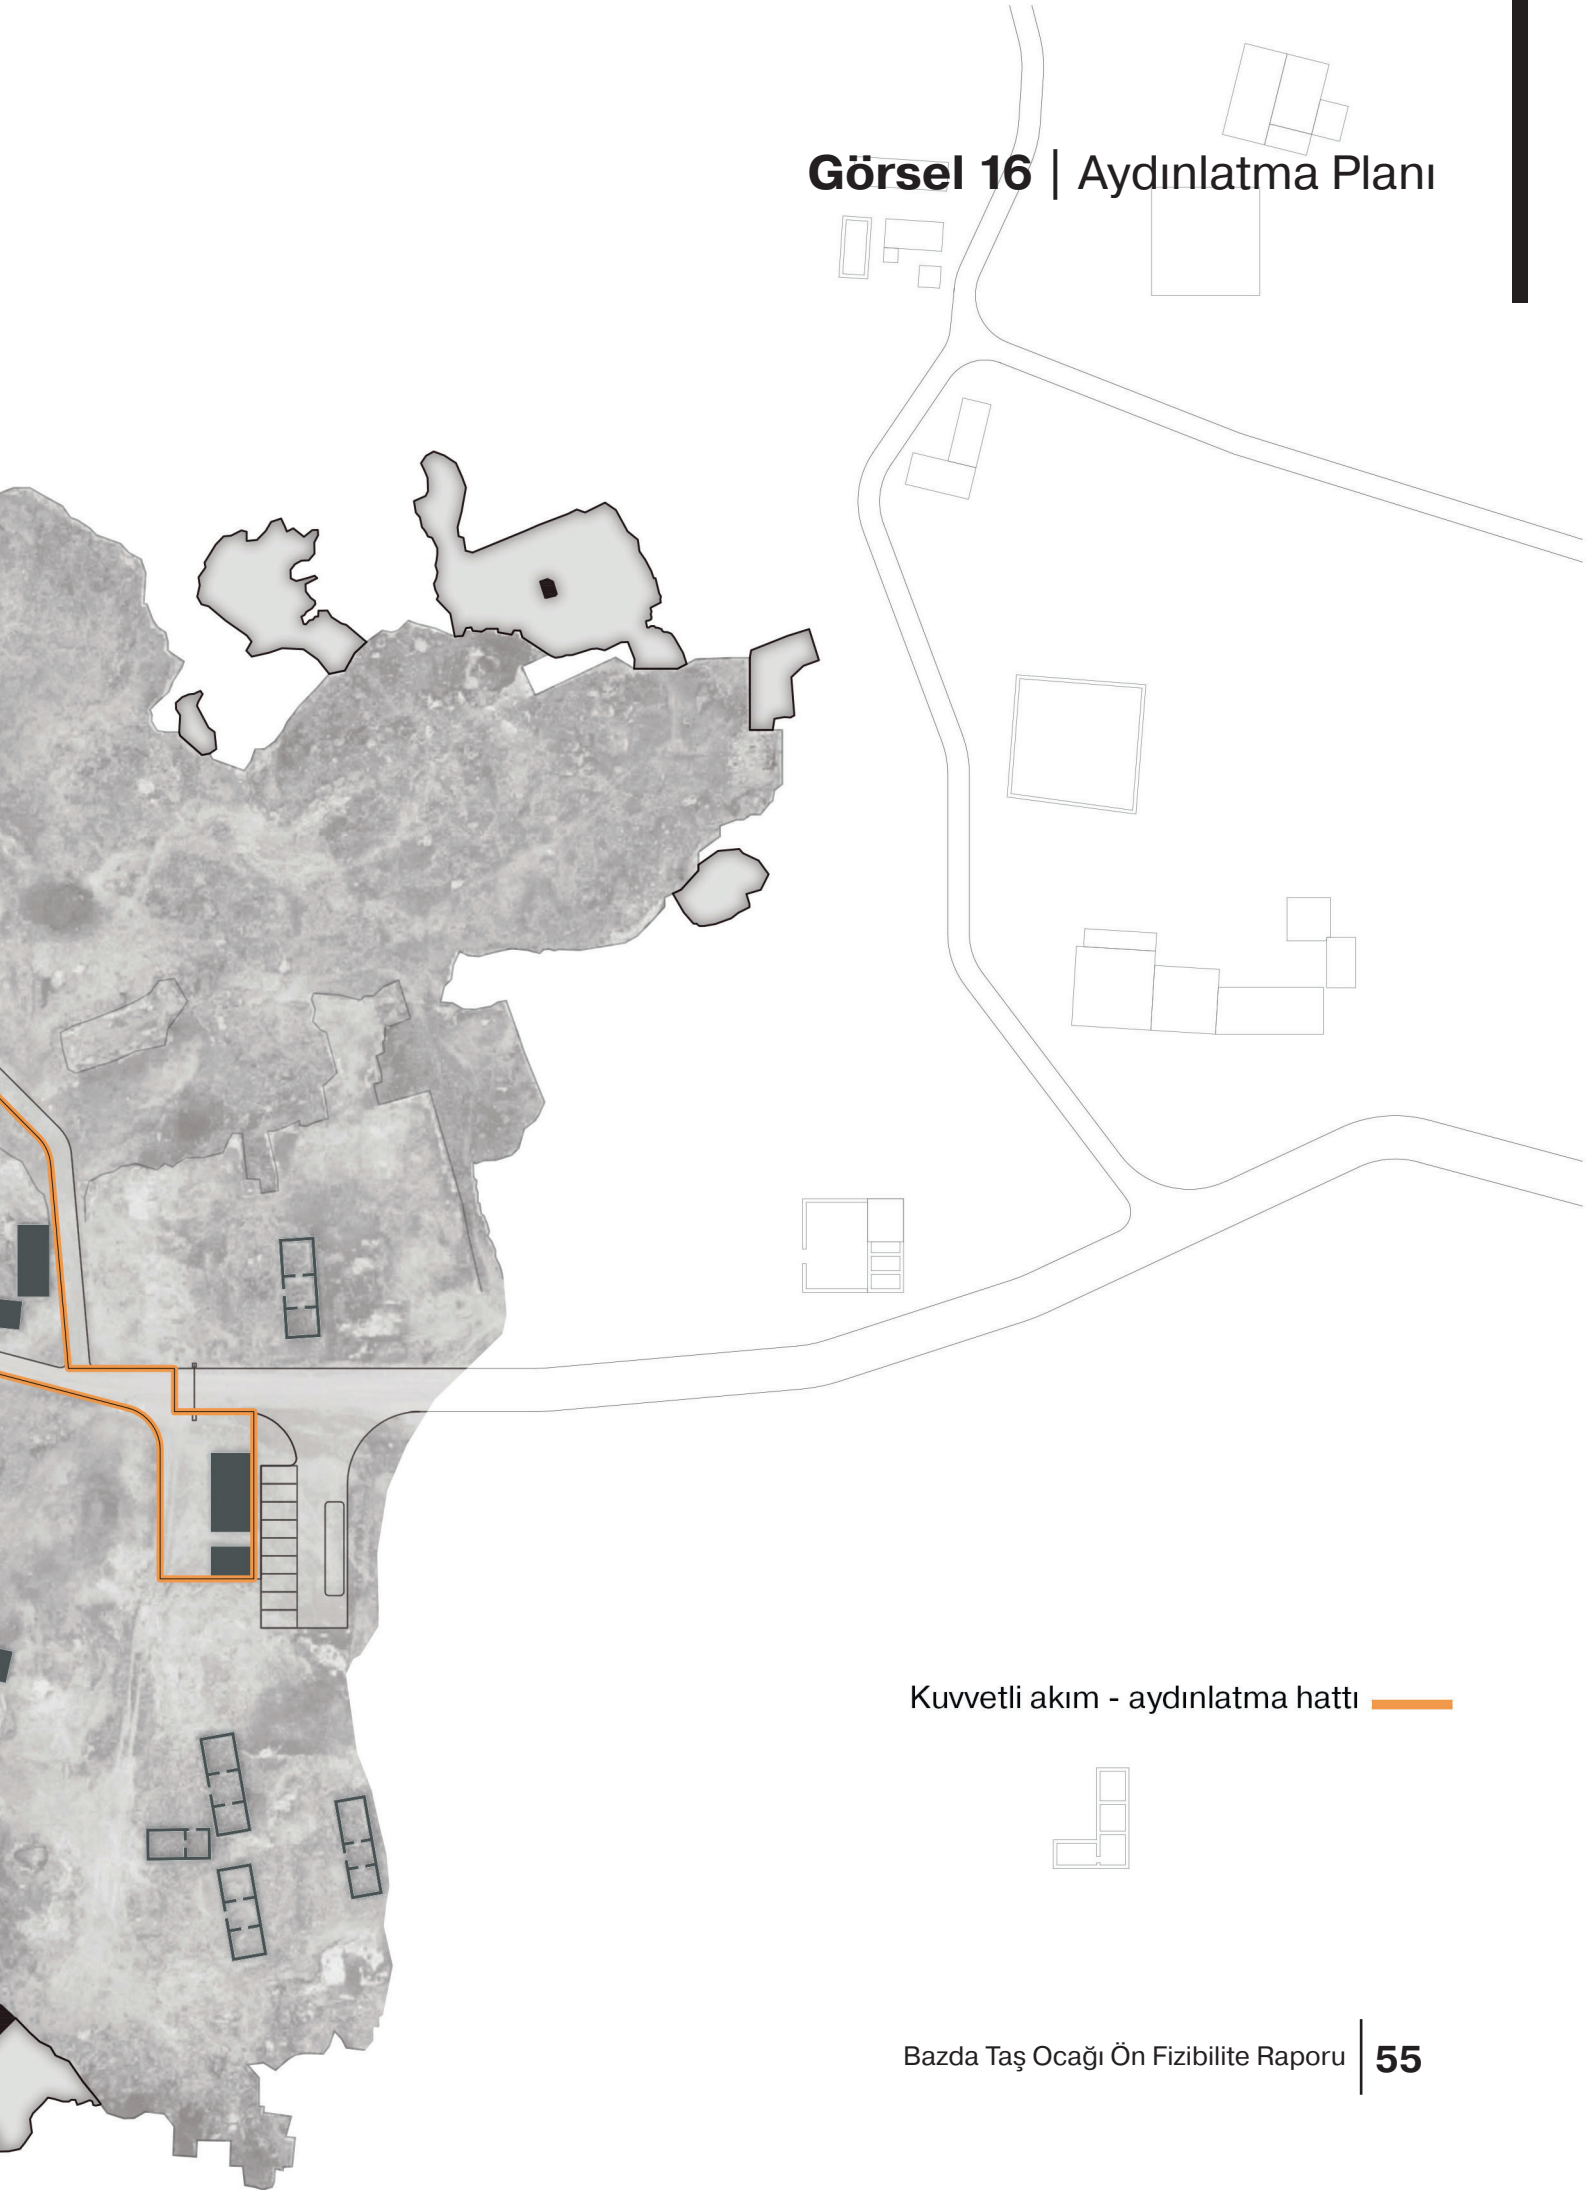 Görsel 16 | Aydınlatma Planı
Kuvvetli akım - aydınlatma hattı
Bazda Taş Ocağı Ön Fizibilite Raporu | 55